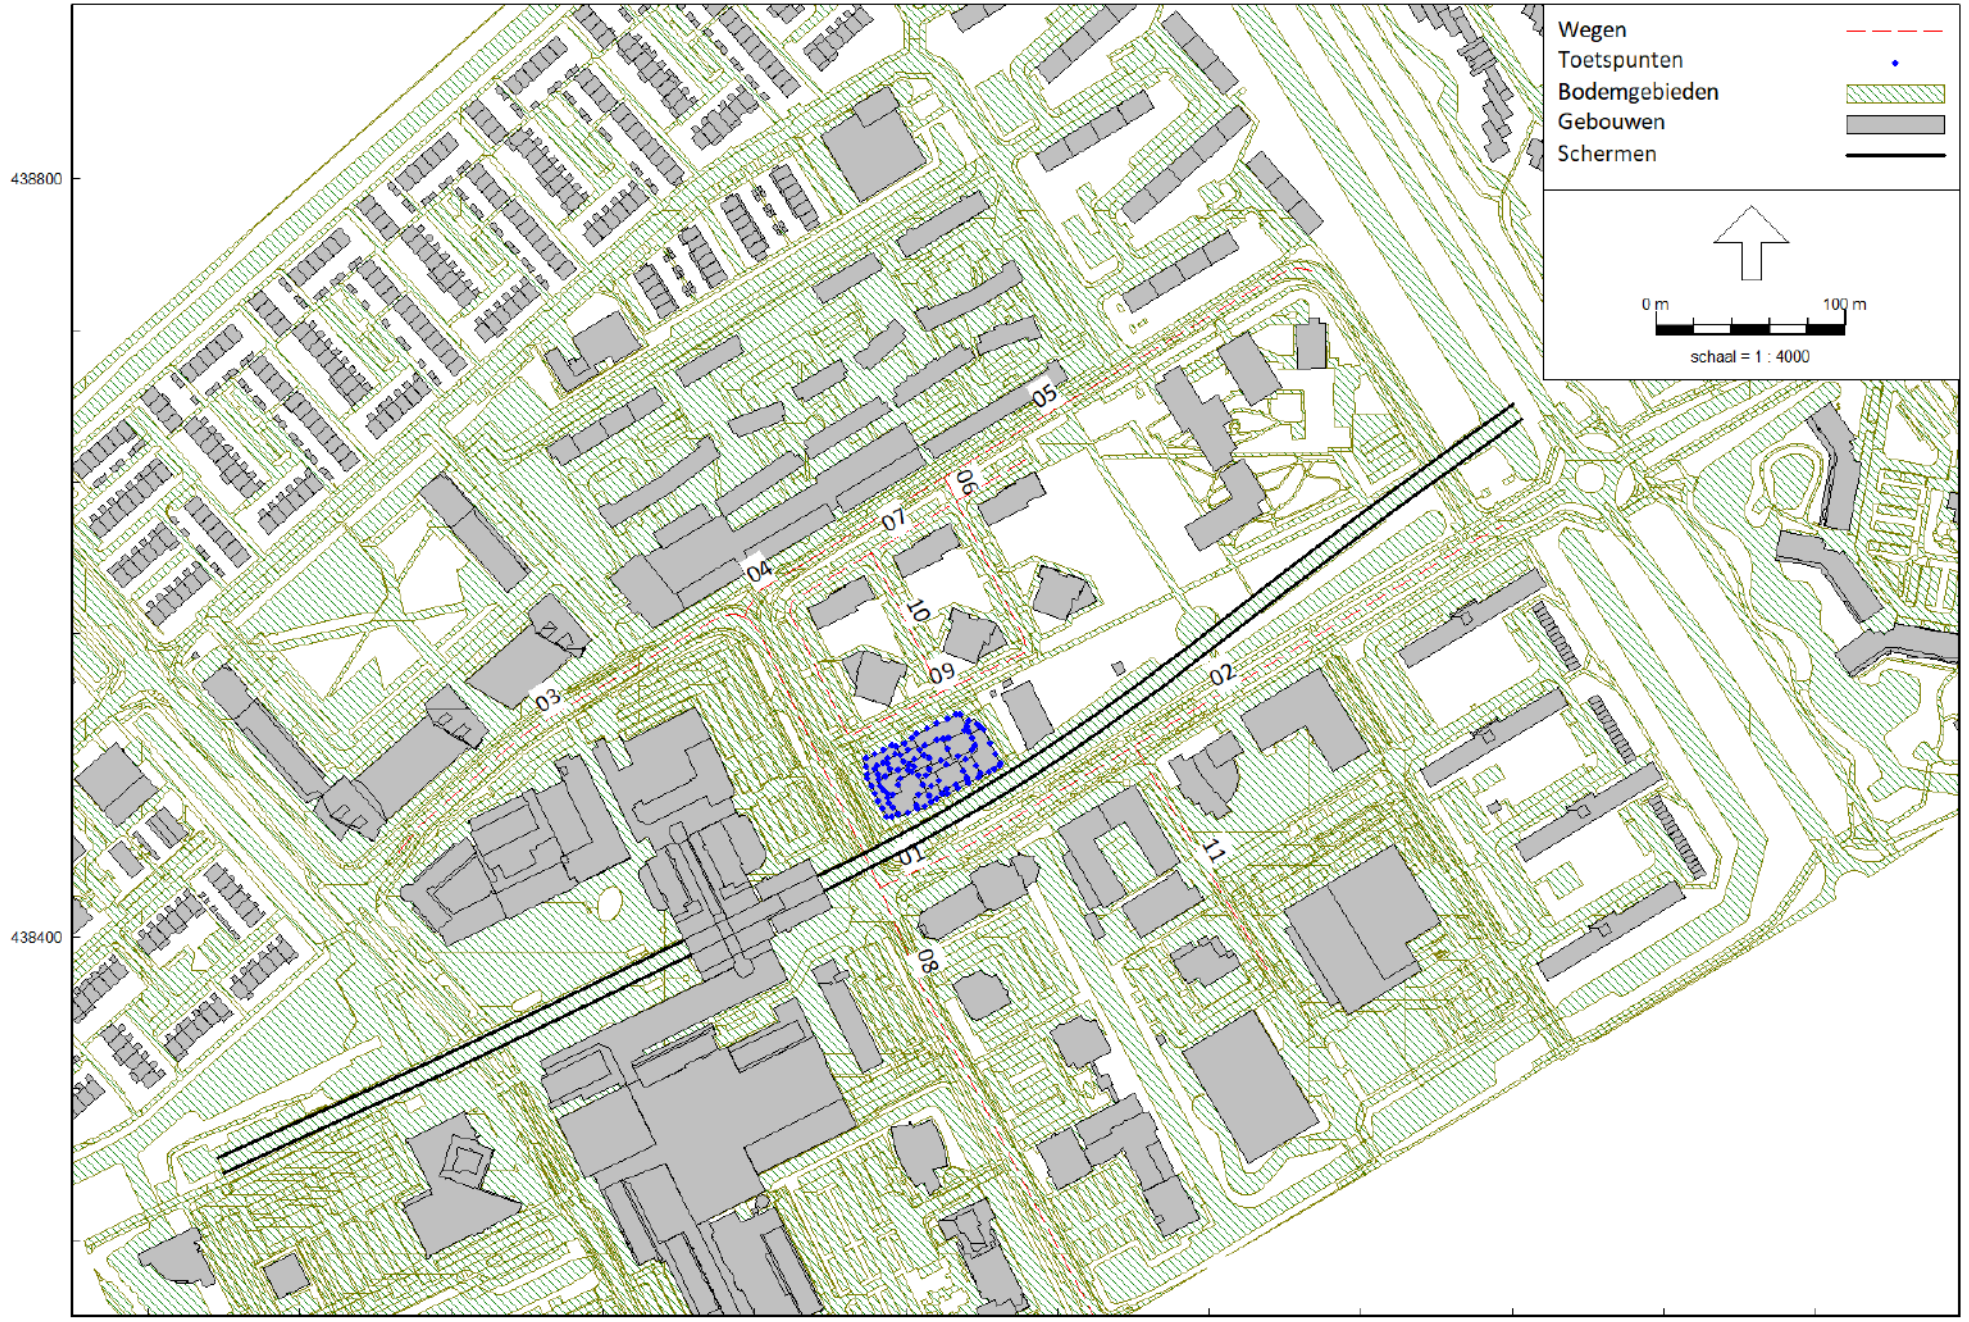 Wegen
Toetspunten
Bodemgebieden
Gebouwen
Schermen
0 m 100 m
schaal = 1 : 4000
438800
438400
05
06
07
04
10
09
03
02
01
11
08